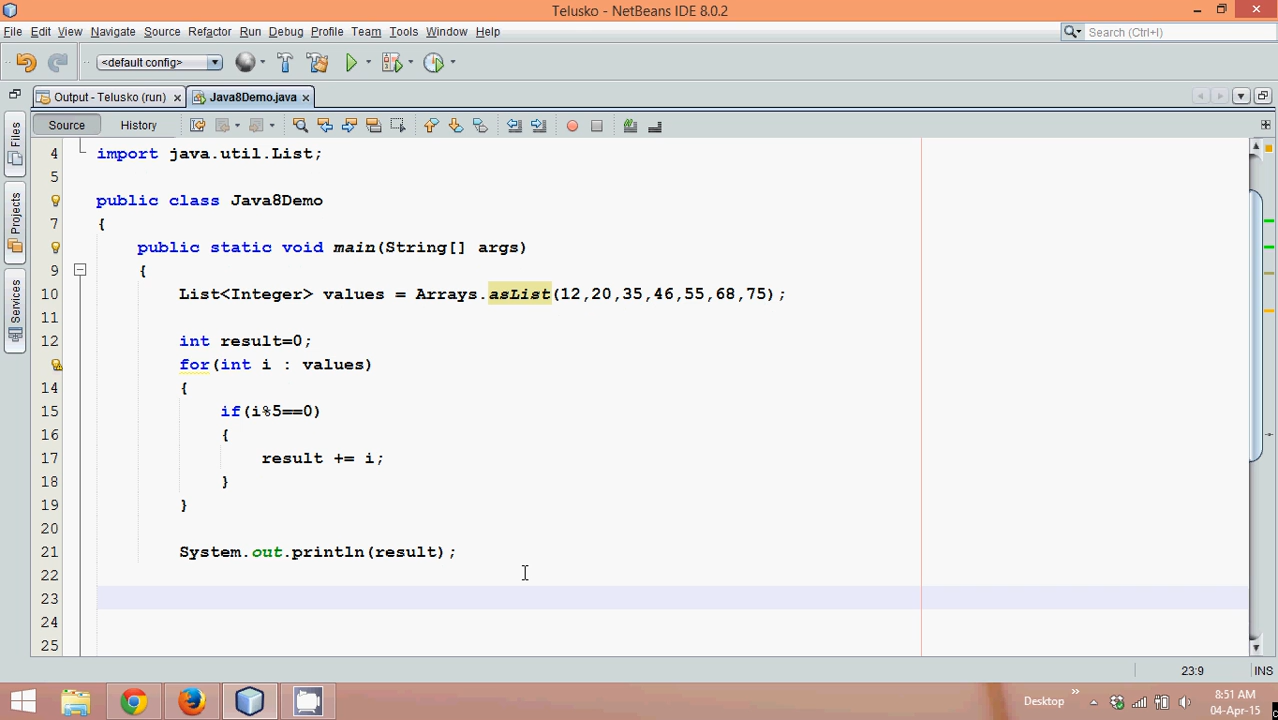 Telusko - NetBeans IDE 8.0.2
File Edit View Navigate Source Refactor Run Debug Profile Team Tools Window Help
Search (Ctrl+I)
<default config>
Output - Telusko (run) Java8Demo.java
Source History
Files
Projects
Services
4 import java.util.List;
5
public class Java8Demo
7 {
public static void main(String[] args)
9 {
10 List<Integer> values = Arrays.asList(12,20,35,46,55,68,75);
11
12 int result=0;
for(int i : values)
14 {
15 if(i%5==0)
16 {
17 result += i;
18 }
19 }
20
21 System.out.println(result);
22
23
24
25
23:9 INS
Desktop
8:51 AM
04-Apr-15